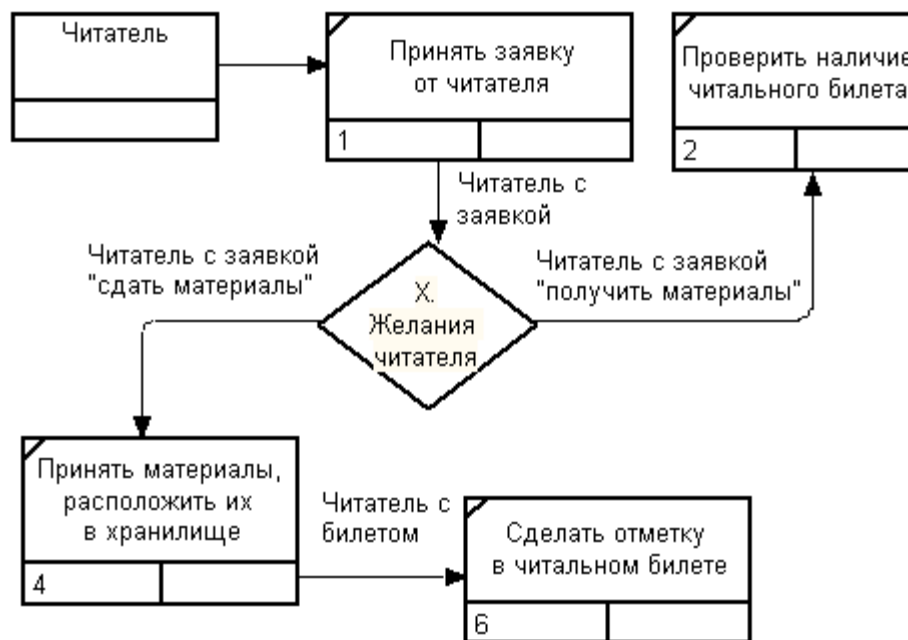 Читатель
Принять заявку
от читателя
1
Проверить наличие
читального билета
2
Читатель с
заявкой
Читатель с заявкой
"сдать материалы"
Читатель с заявкой
"получить материалы"
X.
Желания
читателя
Принять материалы,
расположить их
в хранилище
4
Читатель с
билетом
Сделать отметку
в читальном билете
6